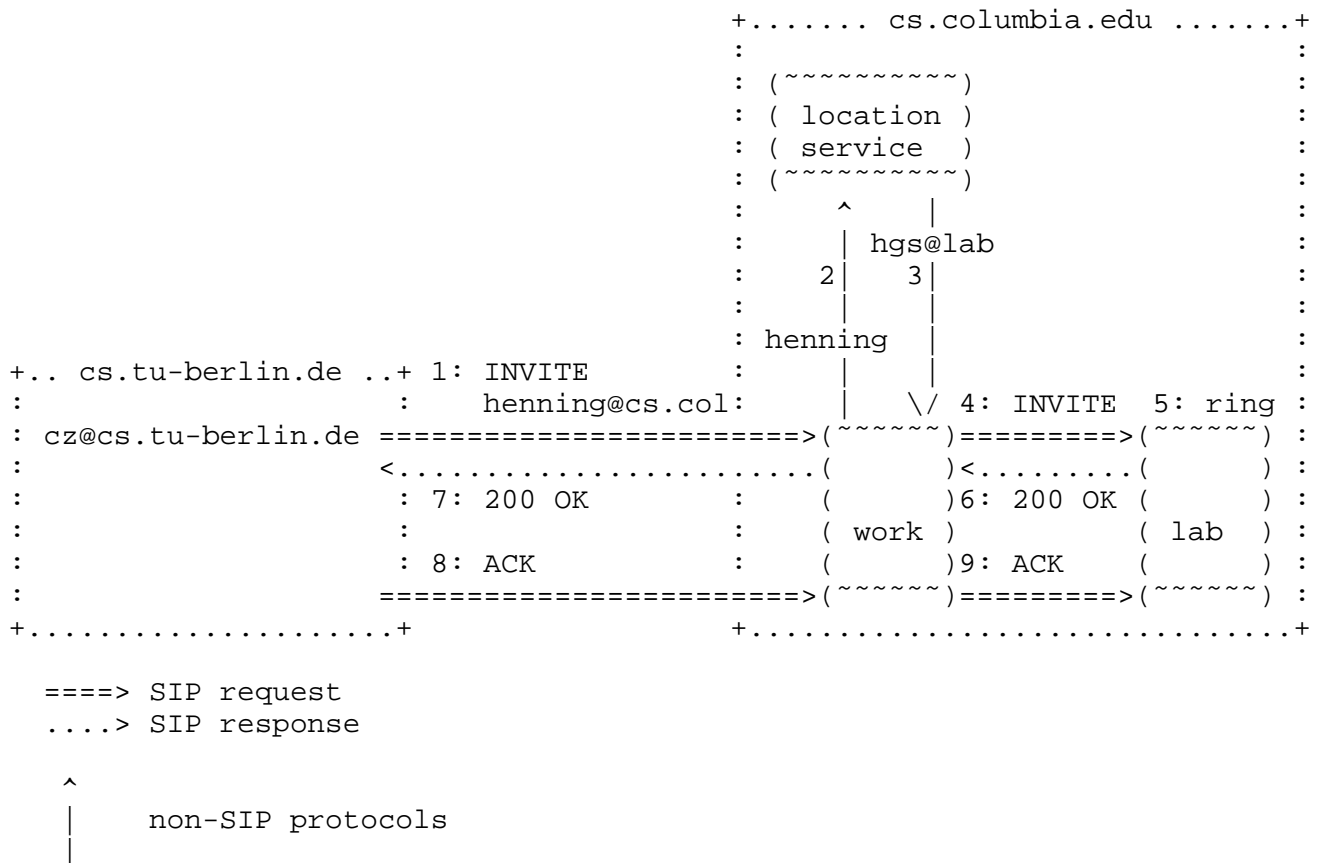 +....... cs.columbia.edu .......+
:                               :
: (~~~~~~~~~~)                  :
: ( location )                  :
: ( service  )                  :
: (~~~~~~~~~~)                  :
:     ^    |                    :
:     | hgs@lab                 :
:    2|   3|                    :
:     |    |                    :
: henning  |                    :
+.. cs.tu-berlin.de ..+ 1: INVITE        :     |    |                    :
:                     :    henning@cs.col:     |    \/ 4: INVITE  5: ring :
: cz@cs.tu-berlin.de ========================>(~~~~~~)=========>(~~~~~~) :
:                    <........................(      )<.........(      ) :
:                     : 7: 200 OK        :    (      )6: 200 OK (      ) :
:                     :                  :    ( work )          ( lab  ) :
:                     : 8: ACK           :    (      )9: ACK    (      ) :
:                    ========================>(~~~~~~)=========>(~~~~~~) :
+.....................+                  +...............................+
====> SIP request
....> SIP response
^
|    non-SIP protocols
|